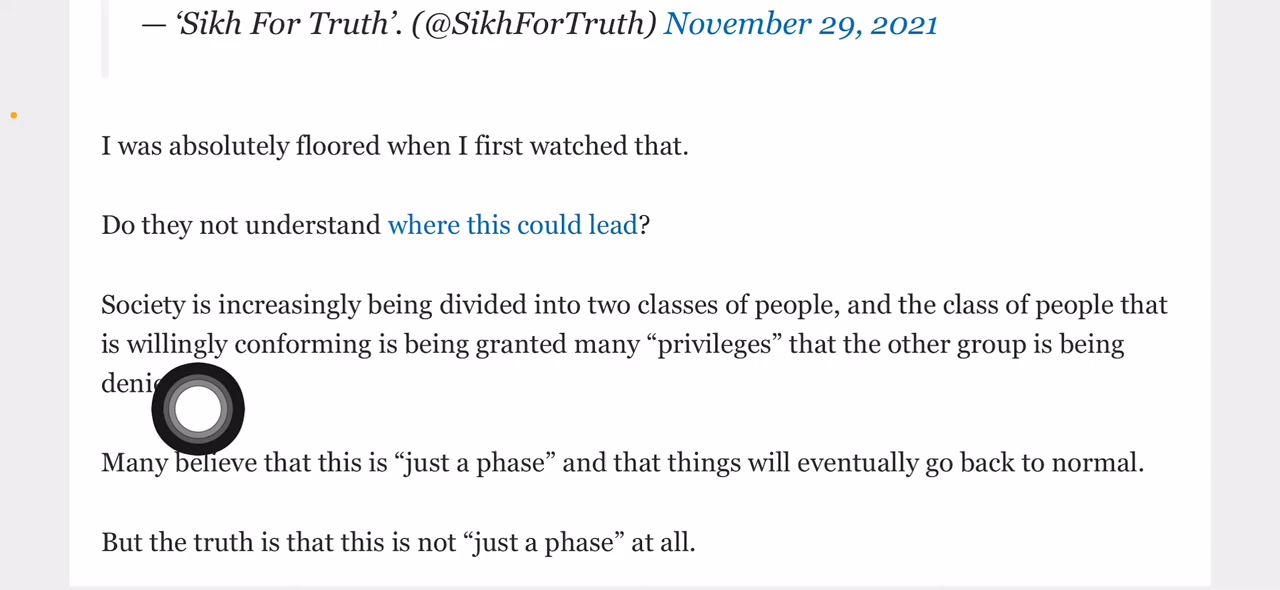 — ‘Sikh For Truth’. (@SikhForTruth) November 29, 2021
I was absolutely floored when I first watched that.
Do they not understand where this could lead?
Society is increasingly being divided into two classes of people, and the class of people that
is willingly conforming is being granted many “privileges” that the other group is being
Many believe that this is “just a phase” and that things will eventually go back to normal.
But the truth is that this is not “just a phase” at all.